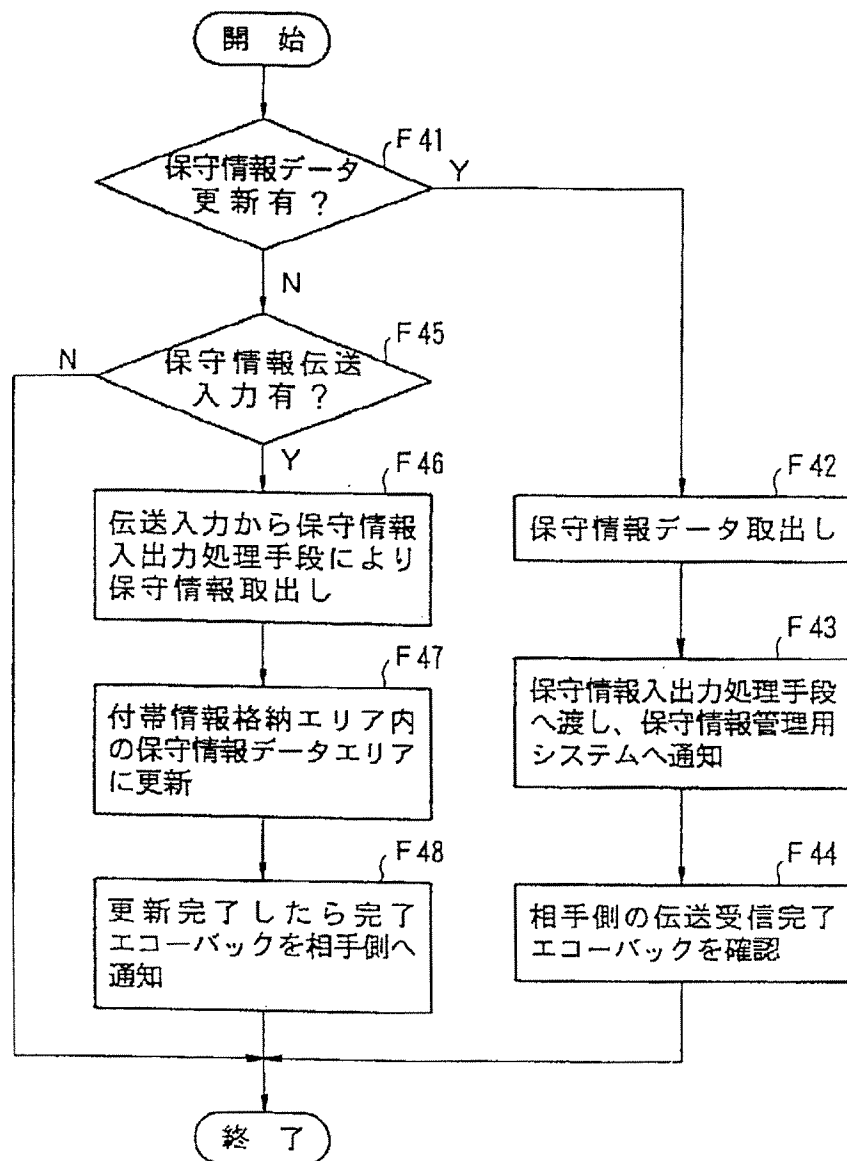 開始
F41
保守情報データ
更新有？
Y
N
F45
保守情報伝送
入力有？
N
Y
F46
伝送入力から保守情報
入出力処理手段により
保守情報取出し
F47
付帯情報格納エリア内
の保守情報データエリア
に更新
F48
更新完了したら完了
エコーバックを相手側へ
通知
F42
保守情報データ取出し
F43
保守情報入出力処理手段
へ渡し、保守情報管理用
システムへ通知
F44
相手側の伝送受信完了
エコーバックを確認
終了